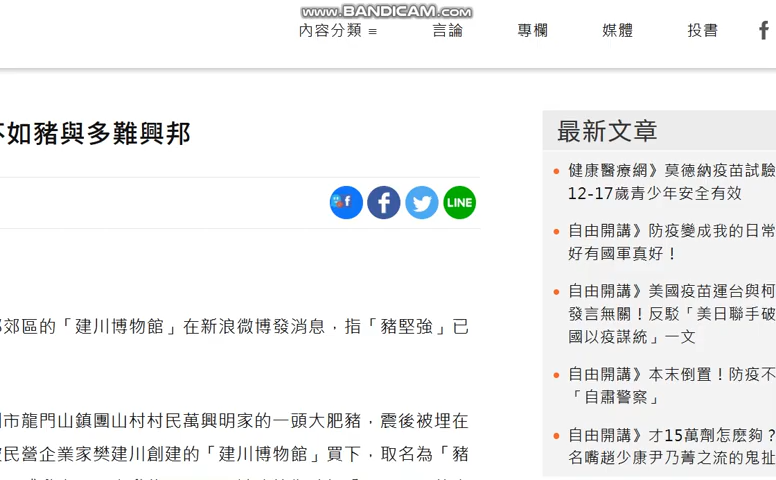 www.BANDICAM.com
內容分類 ≡ 言論 專欄 媒體 投書 f
如豬與多難興邦
f f LINE
郊區的「建川博物館」在新浪微博發消息，指「豬堅強」已
市龍門山鎮團山村村民萬興明家的一頭大肥豬，震後被埋在
民營企業家樊建川創建的「建川博物館」買下，取名為「豬
最新文章
健康醫療網》莫德納疫苗試驗
12-17歲青少年安全有效
自由開講》防疫變成我的日常
好有國軍真好！
自由開講》美國疫苗運台與柯
發言無關！反駁「美日聯手破
國以疫謀統」一文
自由開講》本末倒置！防疫不
「自肅警察」
自由開講》才15萬劑怎麼夠？
名嘴趙少康尹乃菁之流的鬼扯